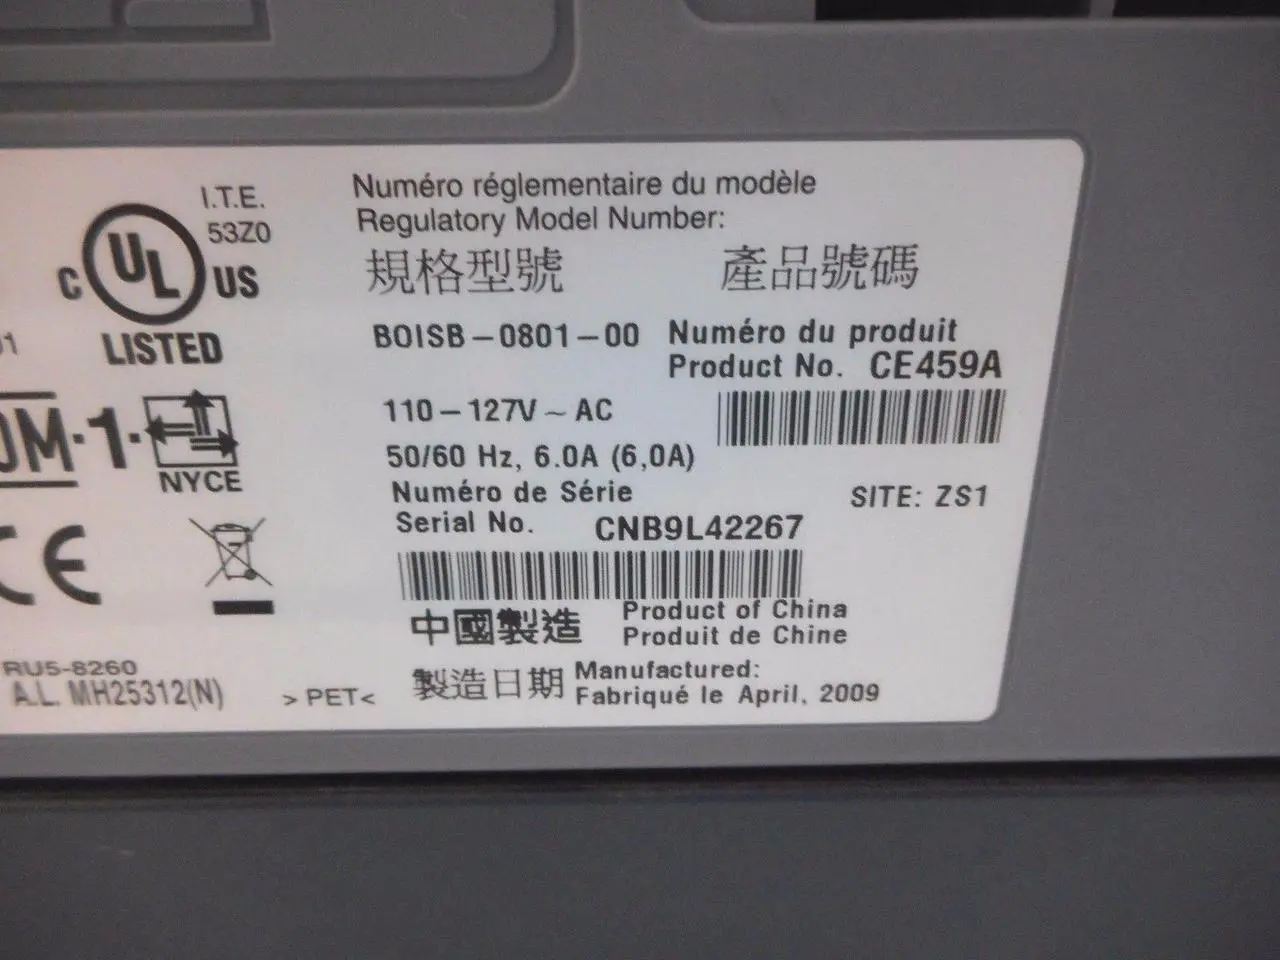 I.T.E.
53Z0
C UL US
LISTED
NYCE
CE
RU5-8260
A.L. MH25312(N)
>PET<
Numéro réglementaire du modèle
Regulatory Model Number:
規格型號 產品號碼
BOISB-0801-00 Numéro du produit
Product No. CE459A
110-127V~AC
50/60 Hz, 6.0A (6,0A)
Numéro de Série SITE: ZS1
Serial No. CNB9L42267
中國製造 Product of China
Produit de Chine
製造日期 Manufactured:
Fabriqué le April, 2009